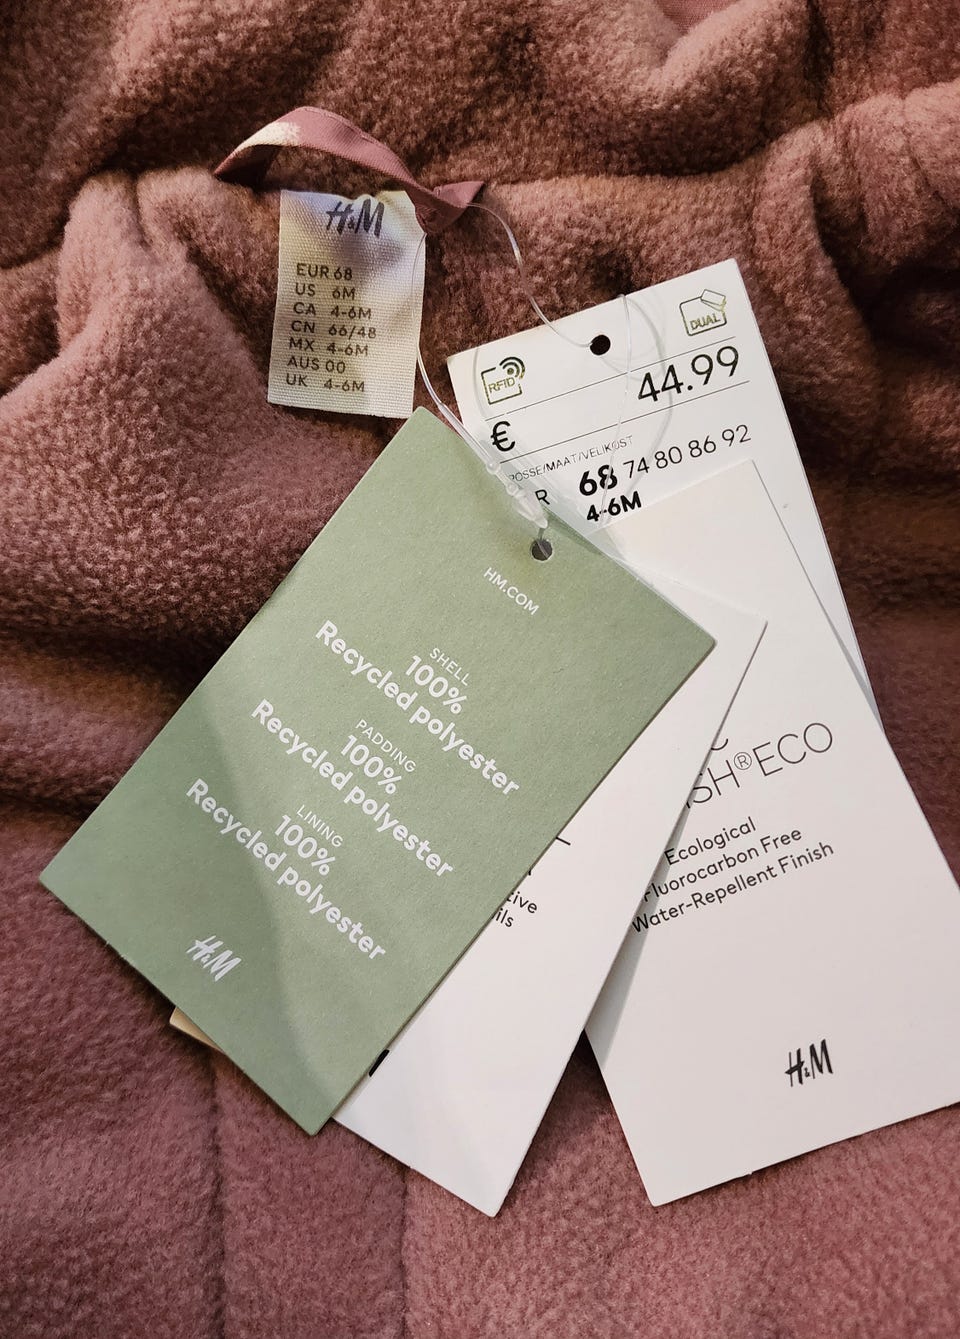 H&M
EUR 68
US 6M
CA 4-6M
CN 66/48
MX 4-6M
AUS 00
UK 4-6M
RFID
DUAL
44.99
€
/MAAT/VELIKOST
68 74 80 86 92
4-6M
HM.COM
SHELL
100%
Recycled polyester
PADDING
100%
Recycled polyester
LINING
100%
Recycled polyester
H&M
ECO
Ecological
Fluorocarbon Free
Water-Repellent Finish
H&M